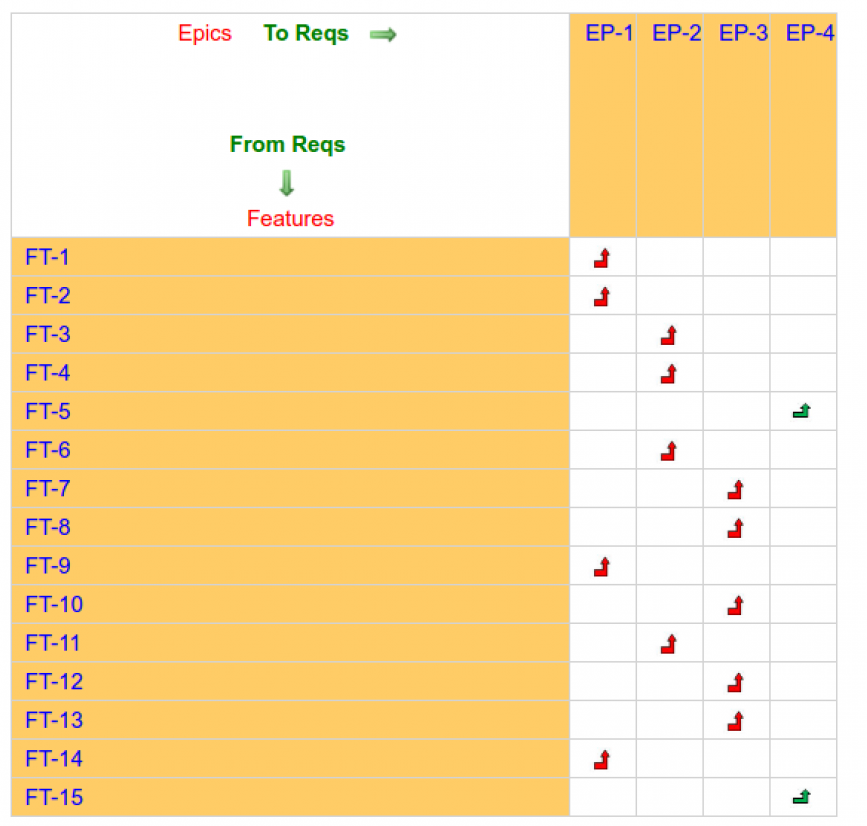 Epics To Reqs EP-1 EP-2 EP-3 EP-4
From Reqs
Features
FT-1
FT-2
FT-3
FT-4
FT-5
FT-6
FT-7
FT-8
FT-9
FT-10
FT-11
FT-12
FT-13
FT-14
FT-15